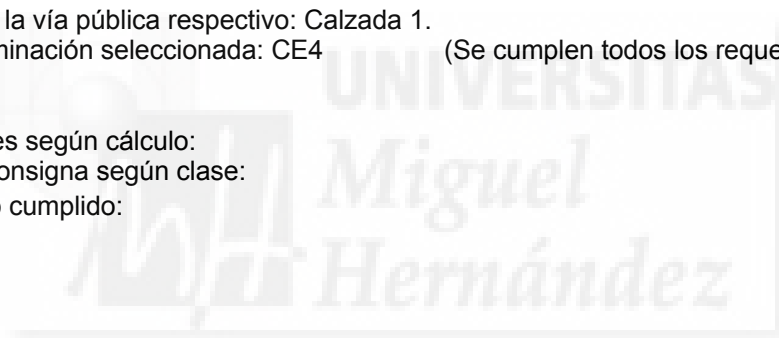 la vía pública respectivo: Calzada 1.
minación seleccionada: CE4 (Se cumplen todos los reque
es según cálculo:
onsigna según clase:
o cumplido:
UNIVERSITAS
Miguel
Hernández